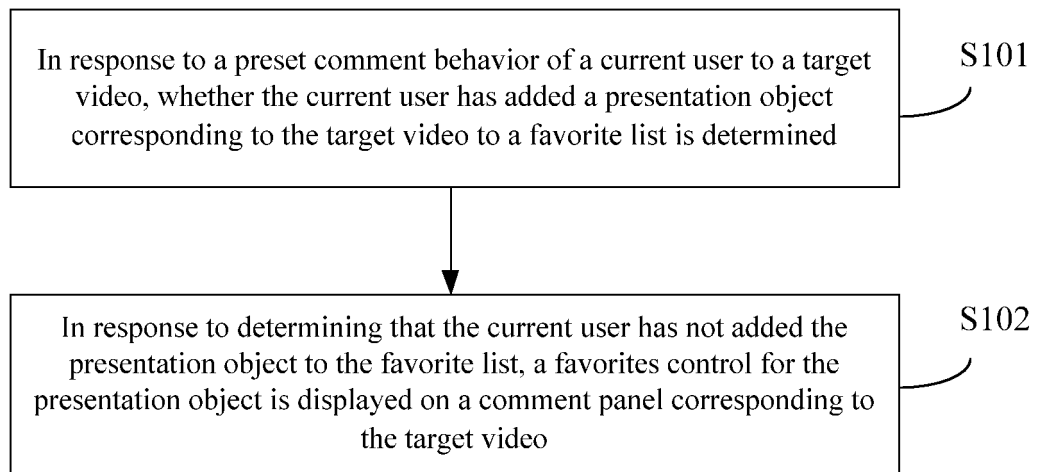 In response to a preset comment behavior of a current user to a target
video, whether the current user has added a presentation object
corresponding to the target video to a favorite list is determined
S101
In response to determining that the current user has not added the
presentation object to the favorite list, a favorites control for the
presentation object is displayed on a comment panel corresponding to
the target video
S102